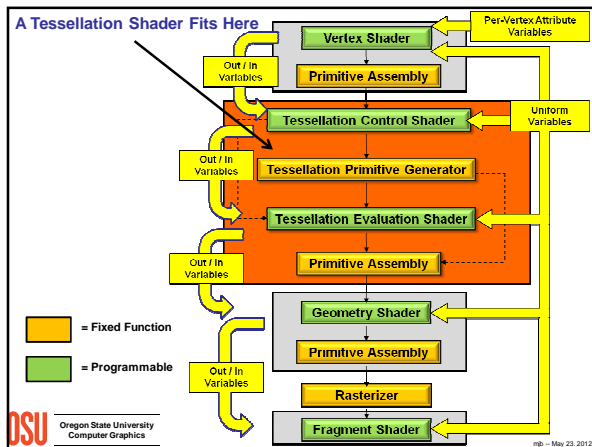 A Tessellation Shader Fits Here
Per-Vertex Attribute
Variables
Vertex Shader
Out / In
Variables
Primitive Assembly
Uniform
Variables
Tessellation Control Shader
Out / In
Variables
Tessellation Primitive Generator
Tessellation Evaluation Shader
Out / In
Variables
Primitive Assembly
Geometry Shader
= Fixed Function
Primitive Assembly
= Programmable
Out / In
Variables
Rasterizer
Fragment Shader
OSU
Oregon State University
Computer Graphics
mjb -- May 23, 2012